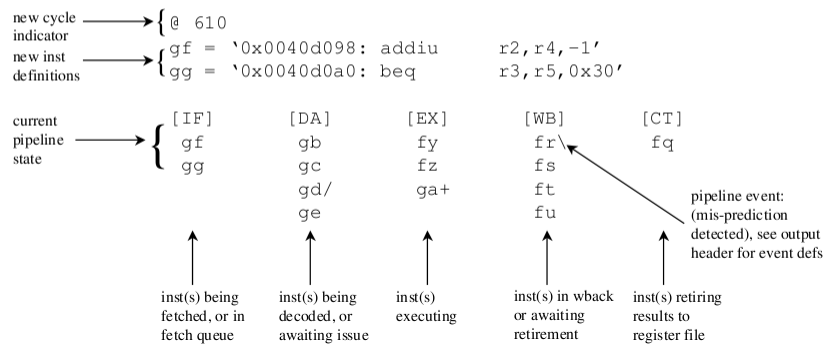 new cycle
indicator
@ 610
new inst
definitions
gf = ‘0x0040d098: addiu r2,r4,-1’
gg = ‘0x0040d0a0: beq r3,r5,0x30’
current
pipeline
state
[IF] [DA] [EX] [WB] [CT]
gf gb fy fr\ fq
gg gc fz fs
gd/ ga+ ft
ge fu
pipeline event:
(mis-prediction
detected), see output
header for event defs
inst(s) being
fetched, or in
fetch queue
inst(s) being
decoded, or
awaiting issue
inst(s)
executing
inst(s) in wback
or awaiting
retirement
inst(s) retiring
results to
register file